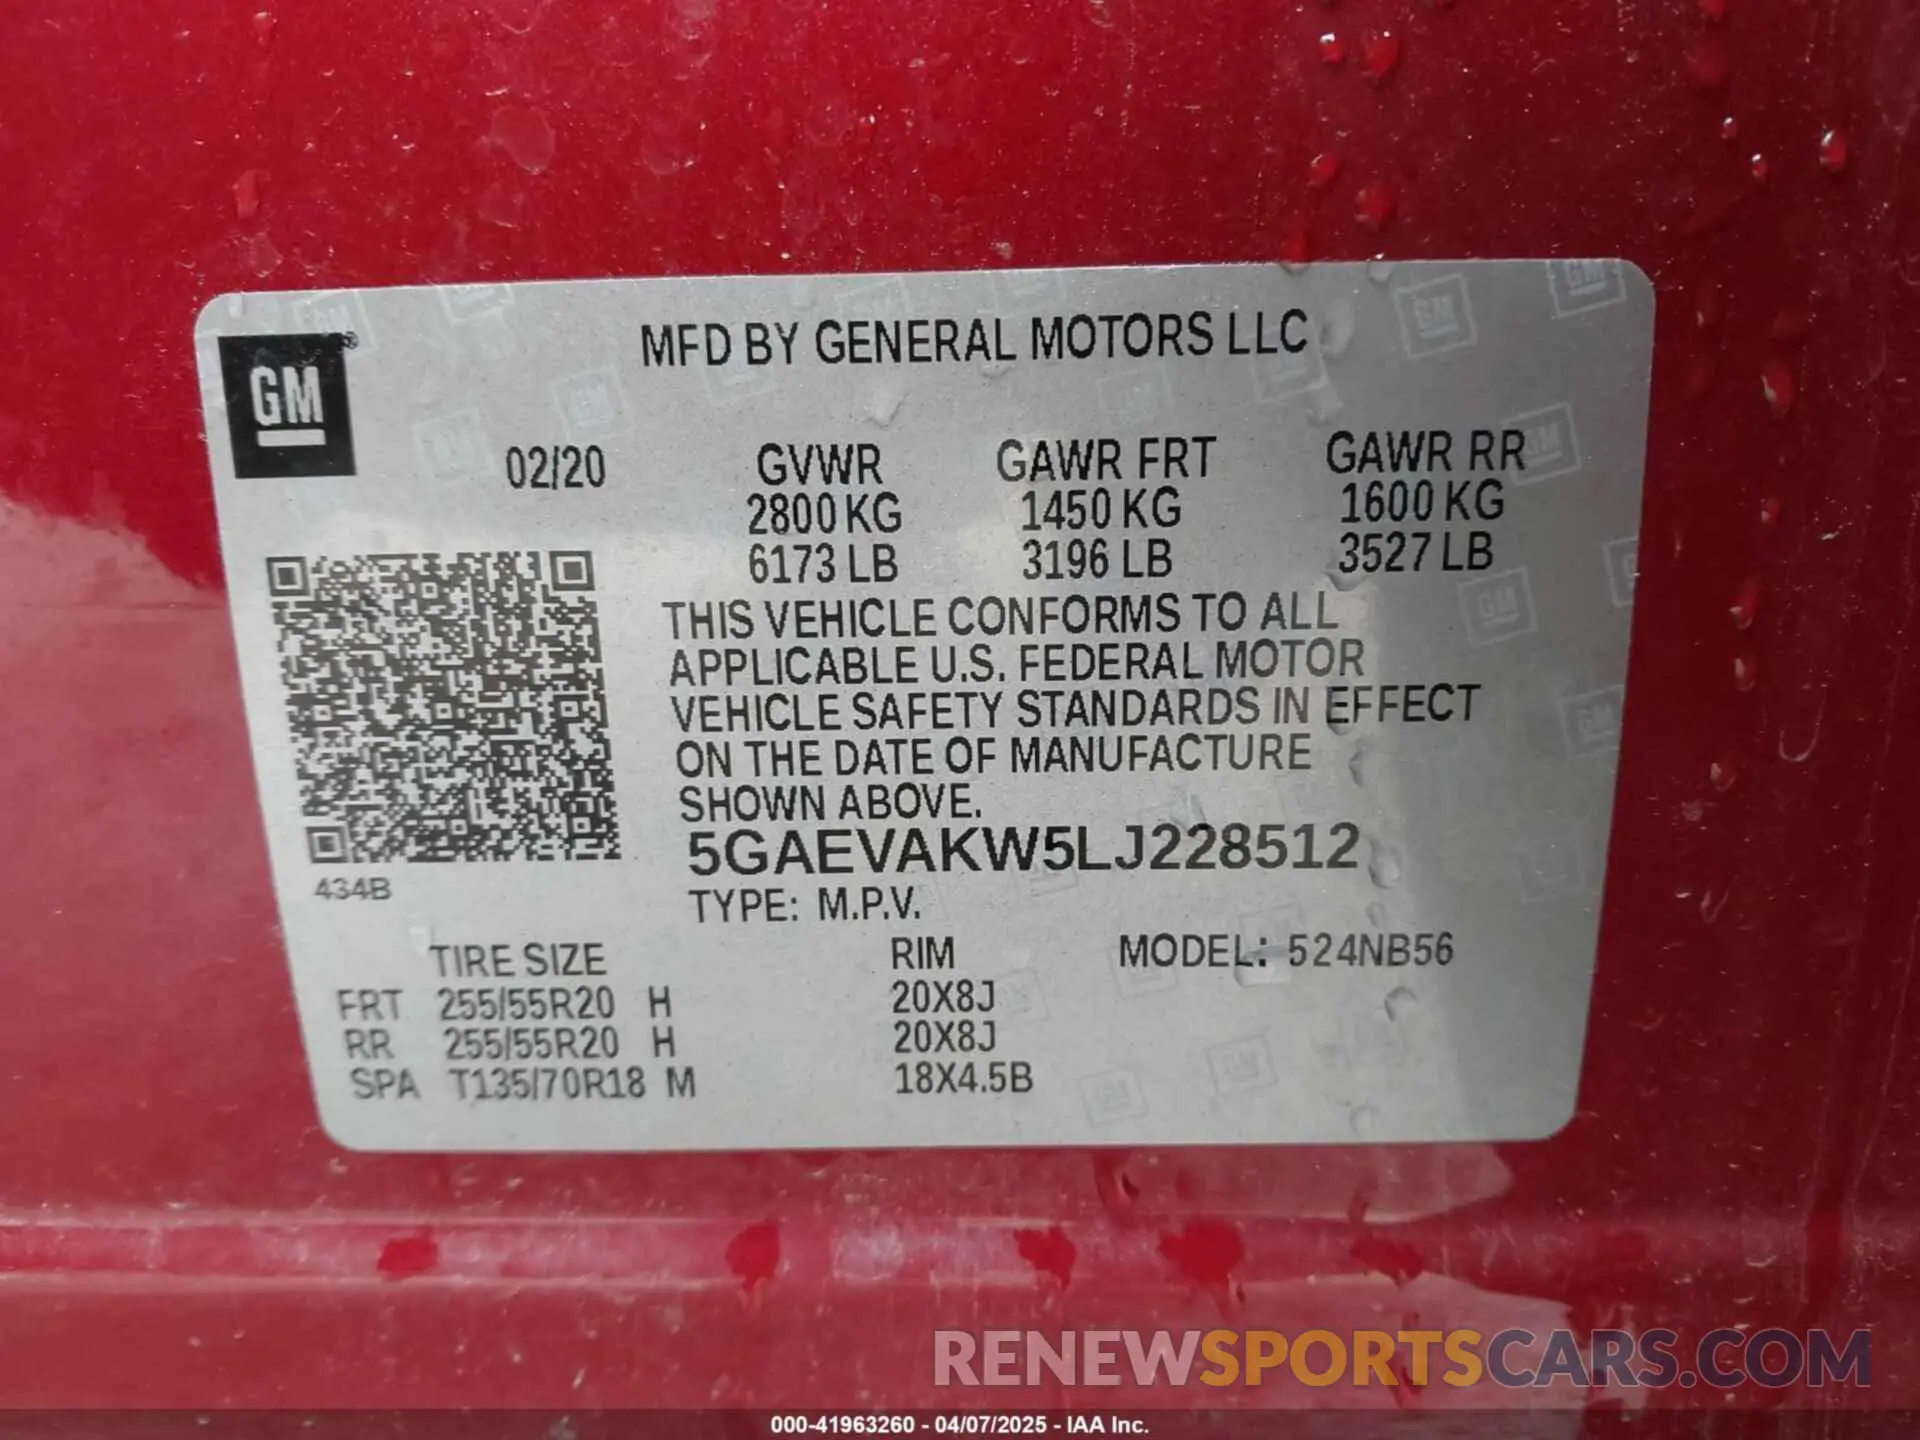 MFD BY GENERAL MOTORS LLC
GM®
02/20 GVWR GAWR FRT GAWR RR
2800 KG 1450 KG 1600 KG
6173 LB 3196 LB 3527 LB
THIS VEHICLE CONFORMS TO ALL
APPLICABLE U.S. FEDERAL MOTOR
VEHICLE SAFETY STANDARDS IN EFFECT
ON THE DATE OF MANUFACTURE
SHOWN ABOVE.
5GAEVAKW5LJ228512
434B
TYPE: M.P.V.
TIRE SIZE RIM MODEL: 524NB56
FRT 255/55R20 H 20X8J
RR 255/55R20 H 20X8J
SPA T135/70R18 M 18X4.5B
RENEWSPORTSCARS.COM
000-41963260 - 04/07/2025 - IAA Inc.